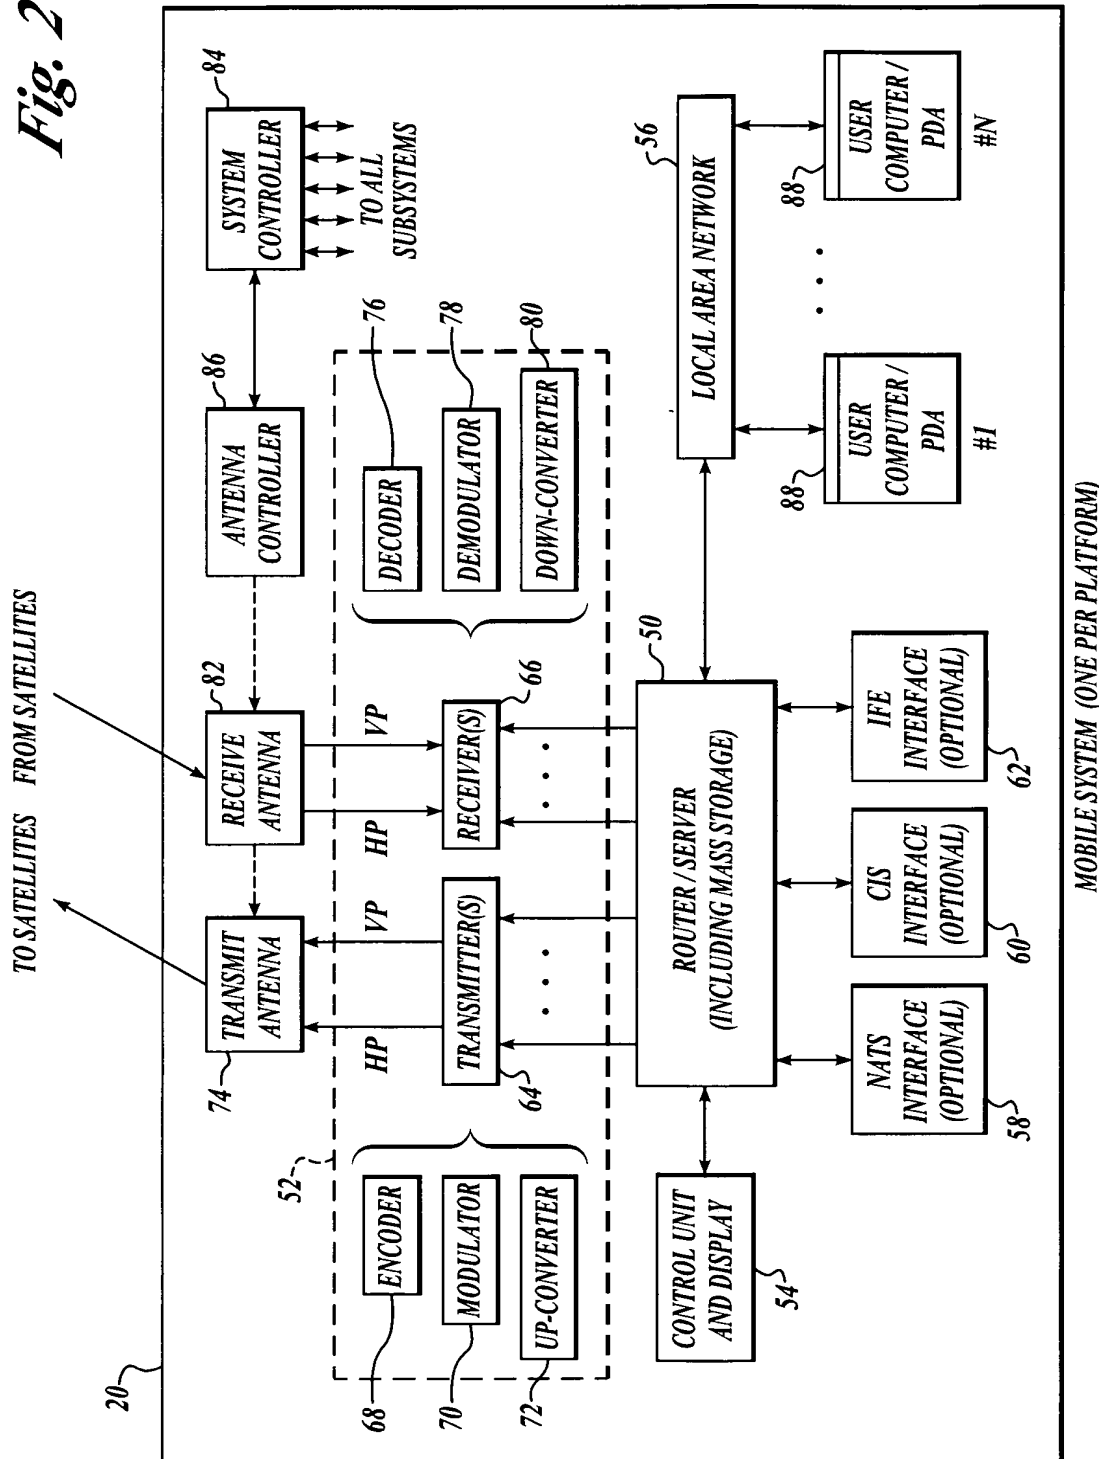 Fig. 2
TO SATELLITES
FROM SATELLITES
20
74
TRANSMIT
ANTENNA
82
RECEIVE
ANTENNA
86
ANTENNA
CONTROLLER
84
SYSTEM
CONTROLLER
TO ALL
SUBSYSTEMS
52
HP
VP
HP
VP
68
ENCODER
70
MODULATOR
72
UP-CONVERTER
64
TRANSMITTER(S)
66
RECEIVER(S)
76
DECODER
78
DEMODULATOR
80
DOWN-CONVERTER
54
CONTROL UNIT
AND DISPLAY
50
ROUTER / SERVER
(INCLUDING MASS STORAGE)
56
LOCAL AREA NETWORK
58
NATS
INTERFACE
(OPTIONAL)
60
CIS
INTERFACE
(OPTIONAL)
62
IFE
INTERFACE
(OPTIONAL)
88
USER
COMPUTER /
PDA
#1
88
USER
COMPUTER /
PDA
#N
MOBILE SYSTEM (ONE PER PLATFORM)